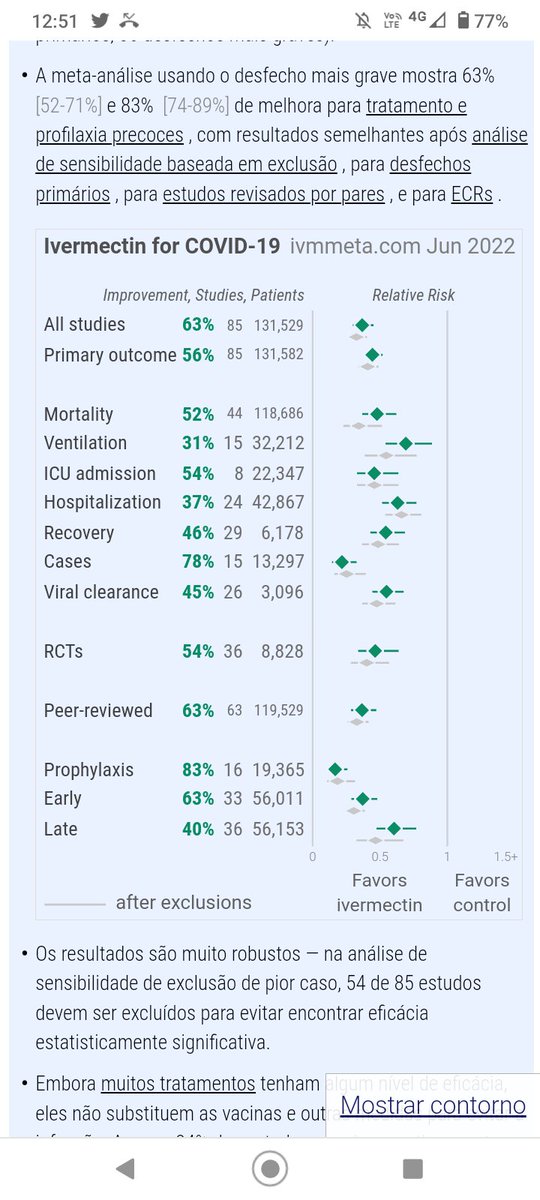 12:51 Vo)) LTE 4G 77%
• A meta-análise usando o desfecho mais grave mostra 63%
[52-71%] e 83% [74-89%] de melhora para tratamento e
profilaxia precoces , com resultados semelhantes após análise
de sensibilidade baseada em exclusão , para desfechos
primários , para estudos revisados por pares , e para ECRs .
Ivermectin for COVID-19 ivmmeta.com Jun 2022
Improvement, Studies, Patients Relative Risk
All studies 63% 85 131,529
Primary outcome 56% 85 131,582
Mortality 52% 44 118,686
Ventilation 31% 15 32,212
ICU admission 54% 8 22,347
Hospitalization 37% 24 42,867
Recovery 46% 29 6,178
Cases 78% 15 13,297
Viral clearance 45% 26 3,096
RCTs 54% 36 8,828
Peer-reviewed 63% 63 119,529
Prophylaxis 83% 16 19,365
Early 63% 33 56,011
Late 40% 36 56,153
0 0.5 1 1.5+
Favors Favors
after exclusions ivermectin control
• Os resultados são muito robustos — na análise de
sensibilidade de exclusão de pior caso, 54 de 85 estudos
devem ser excluídos para evitar encontrar eficácia
estatisticamente significativa.
• Embora muitos tratamentos tenham algum nível de eficácia,
eles não substituem as vacinas e
Mostrar contorno